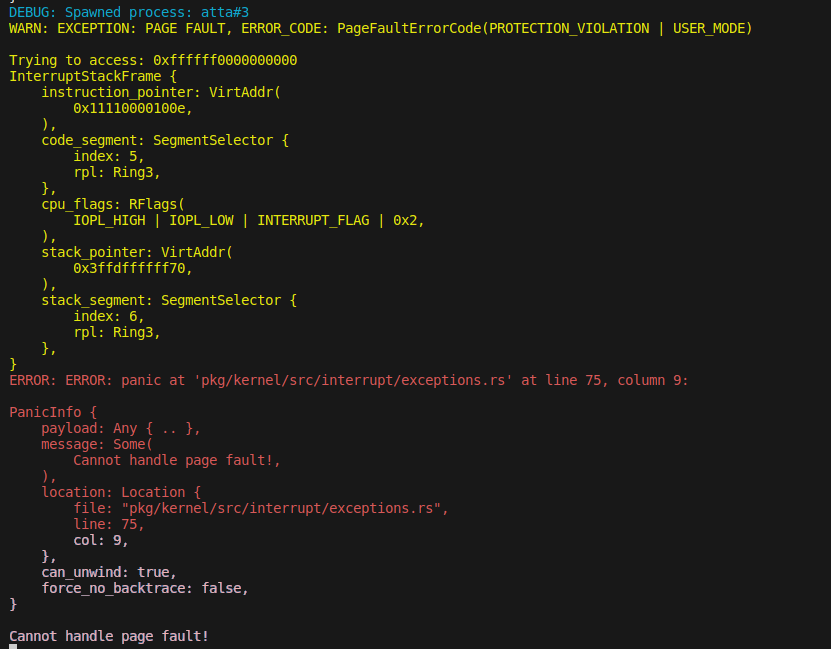 }
DEBUG: Spawned process: atta#3
WARN: EXCEPTION: PAGE FAULT, ERROR_CODE: PageFaultErrorCode(PROTECTION_VIOLATION | USER_MODE)
Trying to access: 0xffffff0000000000
InterruptStackFrame {
    instruction_pointer: VirtAddr(
        0x11110000100e,
    ),
    code_segment: SegmentSelector {
        index: 5,
        rpl: Ring3,
    },
    cpu_flags: RFlags(
        IOPL_HIGH | IOPL_LOW | INTERRUPT_FLAG | 0x2,
    ),
    stack_pointer: VirtAddr(
        0x3ffdffffff70,
    ),
    stack_segment: SegmentSelector {
        index: 6,
        rpl: Ring3,
    },
}
ERROR: ERROR: panic at 'pkg/kernel/src/interrupt/exceptions.rs' at line 75, column 9:
PanicInfo {
    payload: Any { .. },
    message: Some(
        Cannot handle page fault!,
    ),
    location: Location {
        file: "pkg/kernel/src/interrupt/exceptions.rs",
        line: 75,
        col: 9,
    },
    can_unwind: true,
    force_no_backtrace: false,
}
Cannot handle page fault!